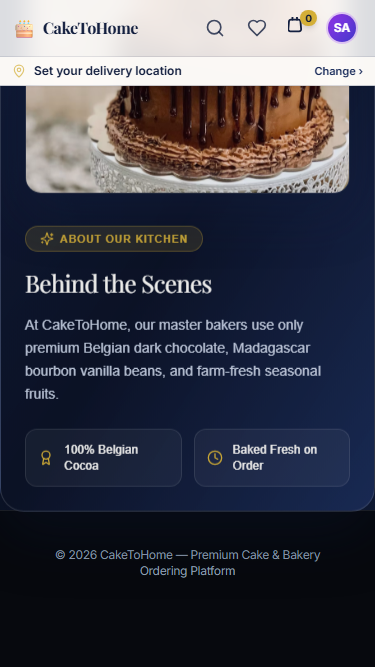 CakeToHome
0
SA
Set your delivery location
Change ›
ABOUT OUR KITCHEN
Behind the Scenes
At CakeToHome, our master bakers use only
premium Belgian dark chocolate, Madagascar
bourbon vanilla beans, and farm-fresh seasonal
fruits.
100% Belgian
Cocoa
Baked Fresh on
Order
© 2026 CakeToHome — Premium Cake & Bakery
Ordering Platform